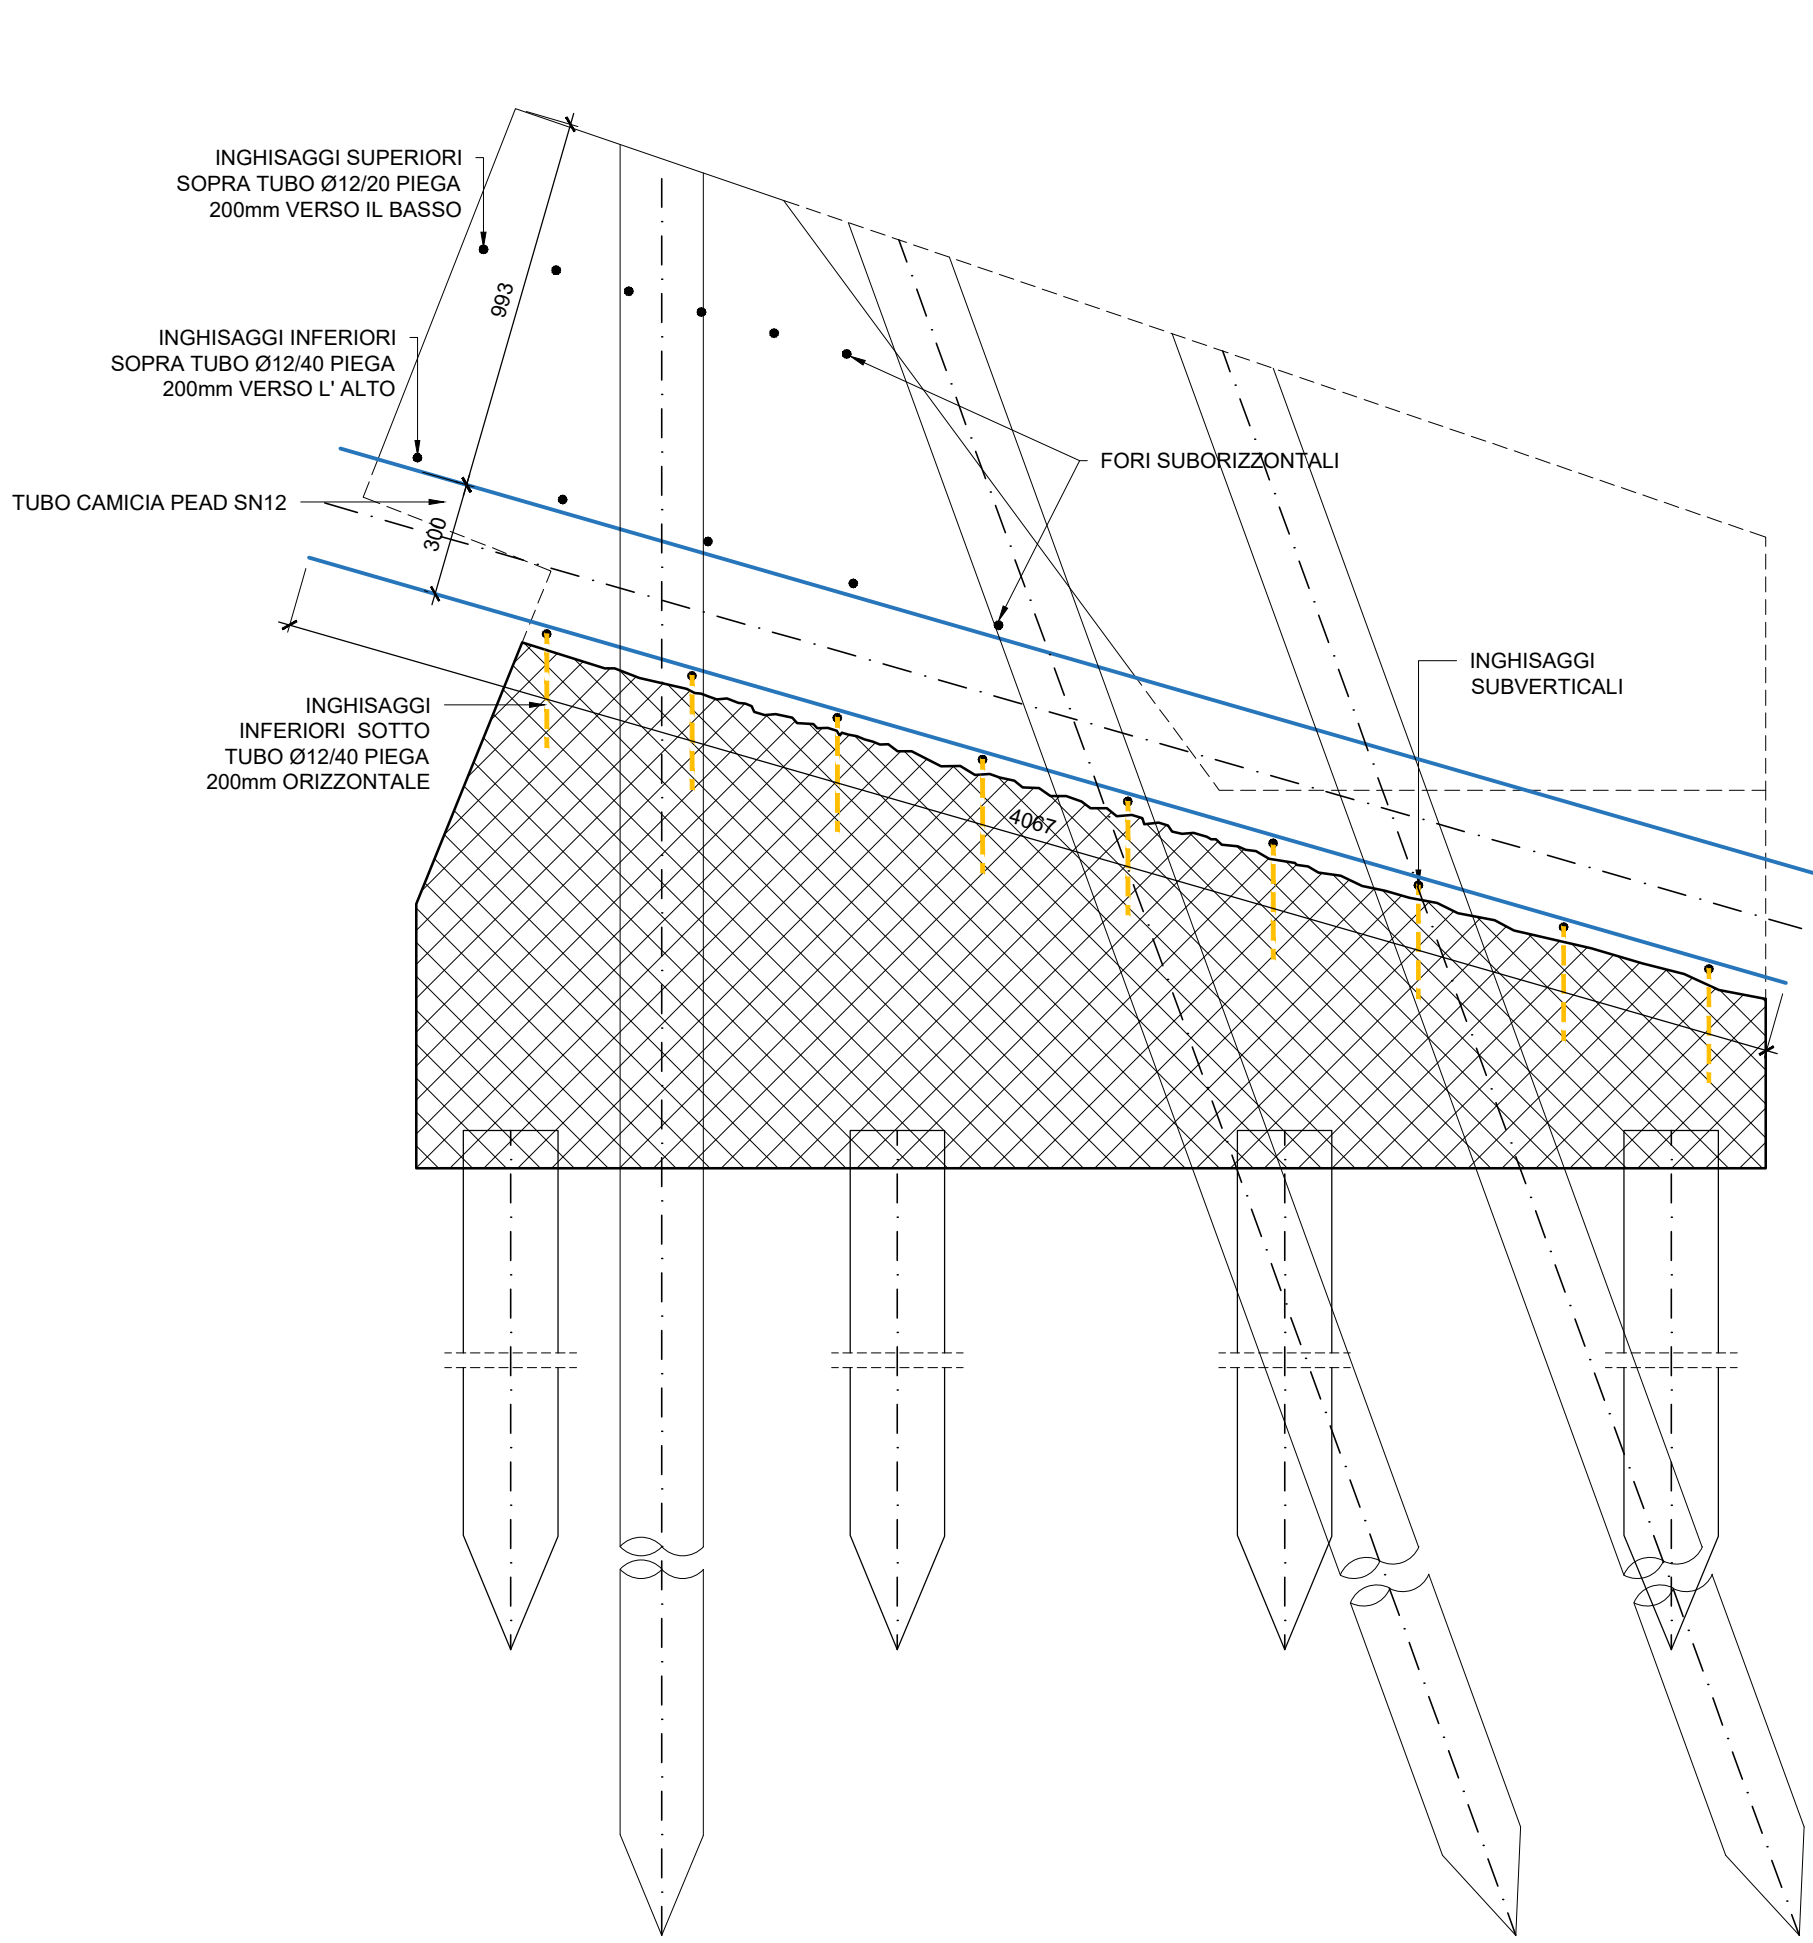 INGHISAGGI SUPERIORI
SOPRA TUBO Ø12/20 PIEGA
200mm VERSO IL BASSO
993
INGHISAGGI INFERIORI
SOPRA TUBO Ø12/40 PIEGA
200mm VERSO L' ALTO
FORI SUBORIZZONTALI
TUBO CAMICIA PEAD SN12
300
INGHISAGGI
SUBVERTICALI
INGHISAGGI
INFERIORI SOTTO
TUBO Ø12/40 PIEGA
200mm ORIZZONTALE
4067